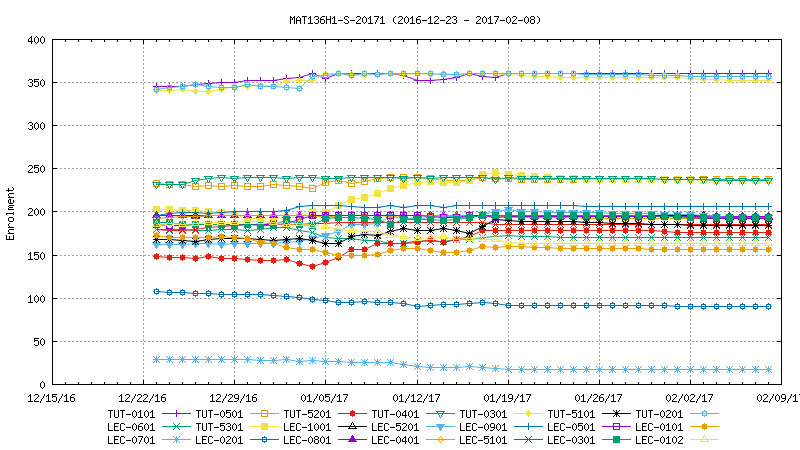 MAT136H1-S-20171 (2016-12-23 - 2017-02-08)
400
350
300
250
200
150
100
50
0
Enrolment
12/15/16 12/22/16 12/29/16 01/05/17 01/12/17 01/19/17 01/26/17 02/02/17 02/09/17
TUT-0101 TUT-0501 TUT-5201 TUT-0401 TUT-0301 TUT-5101 TUT-0201
LEC-0601 TUT-5301 LEC-1001 LEC-5201 LEC-0901 LEC-0501 LEC-0101
LEC-0701 LEC-0201 LEC-0801 LEC-0401 LEC-5101 LEC-0301 LEC-0102